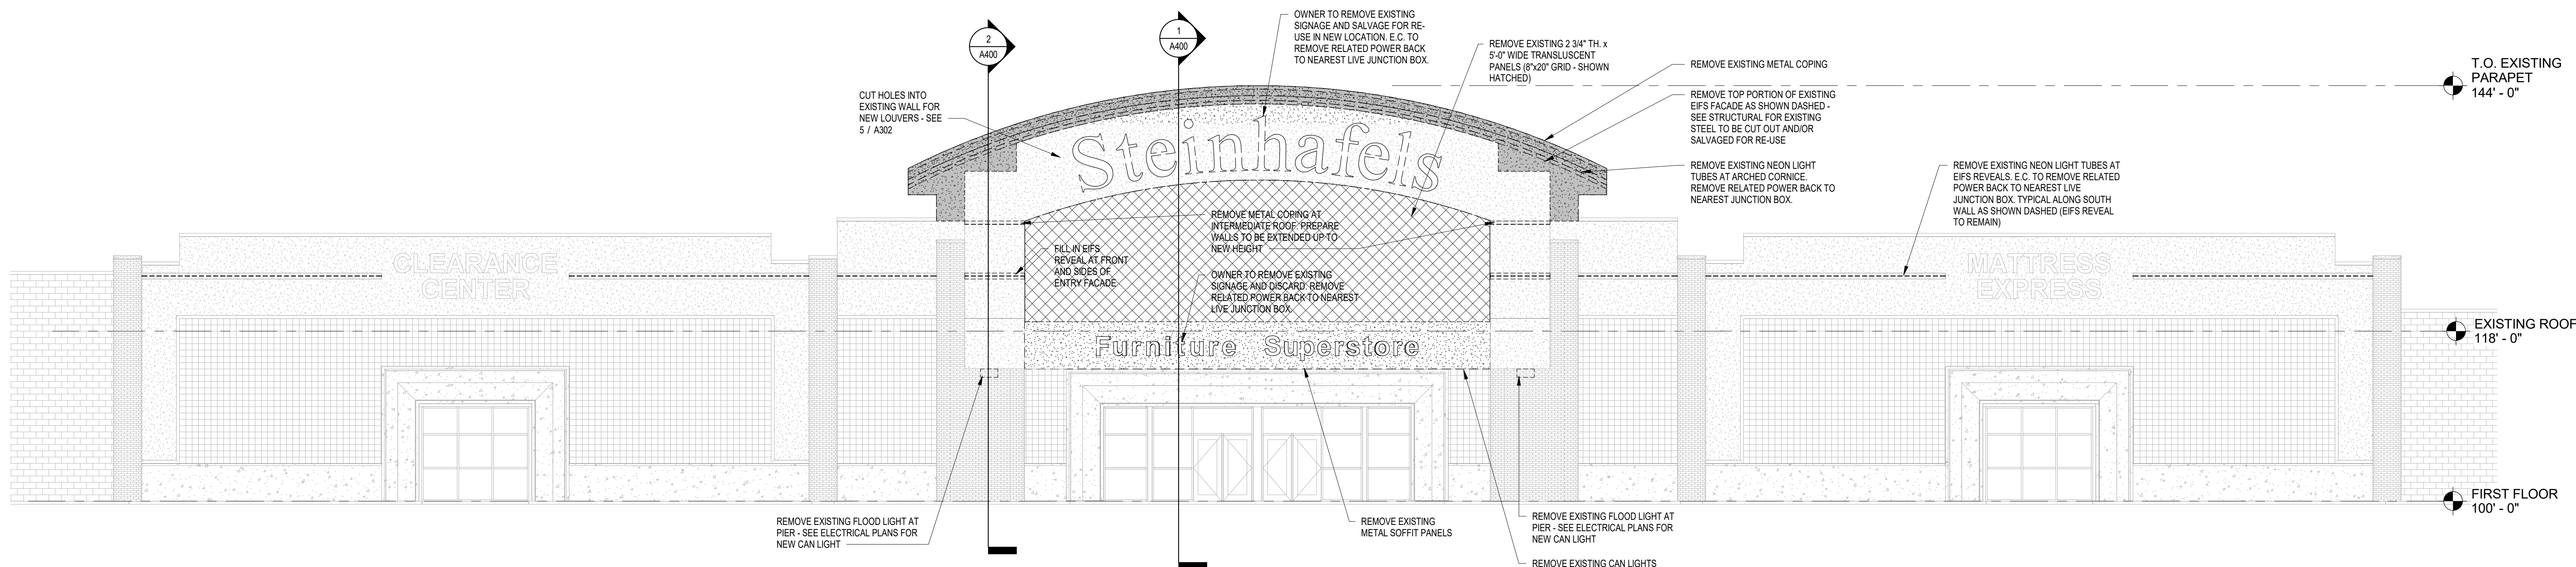 2
A400
1
A400
OWNER TO REMOVE EXISTING
SIGNAGE AND SALVAGE FOR RE-
USE IN NEW LOCATION. E.C. TO
REMOVE RELATED POWER BACK
TO NEAREST LIVE JUNCTION BOX.
REMOVE EXISTING 2 3/4" TH. x
5'-0" WIDE TRANSLUSCENT
PANELS (8"x20" GRID - SHOWN
HATCHED)
REMOVE EXISTING METAL COPING
T.O. EXISTING
PARAPET
144' - 0"
CUT HOLES INTO
EXISTING WALL FOR
NEW LOUVERS - SEE
5 / A302
REMOVE TOP PORTION OF EXISTING
EIFS FACADE AS SHOWN DASHED -
SEE STRUCTURAL FOR EXISTING
STEEL TO BE CUT OUT AND/OR
SALVAGED FOR RE-USE
Steinhafels
REMOVE EXISTING NEON LIGHT
TUBES AT ARCHED CORNICE.
REMOVE RELATED POWER BACK TO
NEAREST JUNCTION BOX.
REMOVE EXISTING NEON LIGHT TUBES AT
EIFS REVEALS. E.C. TO REMOVE RELATED
POWER BACK TO NEAREST LIVE
JUNCTION BOX. TYPICAL ALONG SOUTH
WALL AS SHOWN DASHED (EIFS REVEAL
TO REMAIN)
REMOVE METAL COPING AT
INTERMEDIATE ROOF. PREPARE
WALLS TO BE EXTENDED UP TO
NEW HEIGHT
FILL IN EIFS
REVEAL AT FRONT
AND SIDES OF
ENTRY FACADE
CLEARANCE
CENTER
OWNER TO REMOVE EXISTING
SIGNAGE AND DISCARD. REMOVE
RELATED POWER BACK TO NEAREST
LIVE JUNCTION BOX.
MATTRESS
EXPRESS
EXISTING ROOF
118' - 0"
Furniture Superstore
FIRST FLOOR
100' - 0"
REMOVE EXISTING FLOOD LIGHT AT
PIER - SEE ELECTRICAL PLANS FOR
NEW CAN LIGHT
REMOVE EXISTING
METAL SOFFIT PANELS
REMOVE EXISTING FLOOD LIGHT AT
PIER - SEE ELECTRICAL PLANS FOR
NEW CAN LIGHT
REMOVE EXISTING CAN LIGHTS